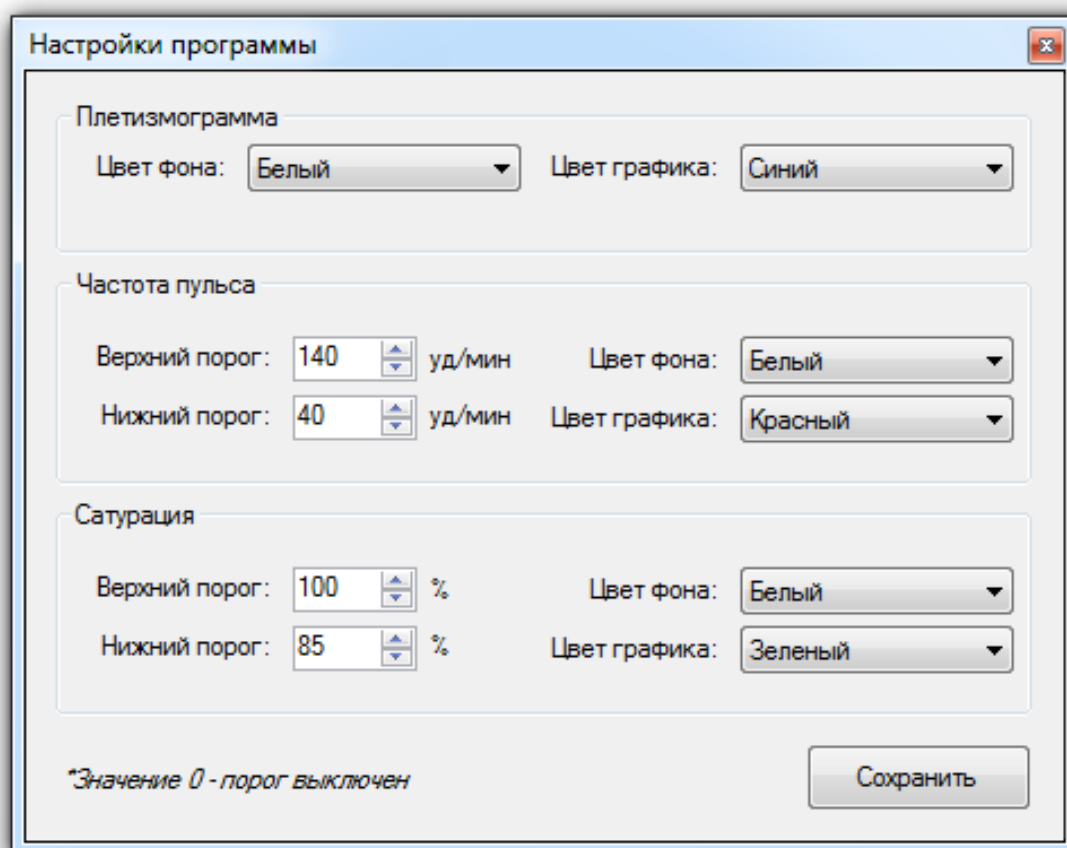 Настройки программы
Плетизмограмма
Цвет фона: Белый Цвет графика: Синий
Частота пульса
Верхний порог: 140 уд/мин Цвет фона: Белый
Нижний порог: 40 уд/мин Цвет графика: Красный
Сатурация
Верхний порог: 100 % Цвет фона: Белый
Нижний порог: 85 % Цвет графика: Зеленый
*Значение 0 - порог выключен Сохранить